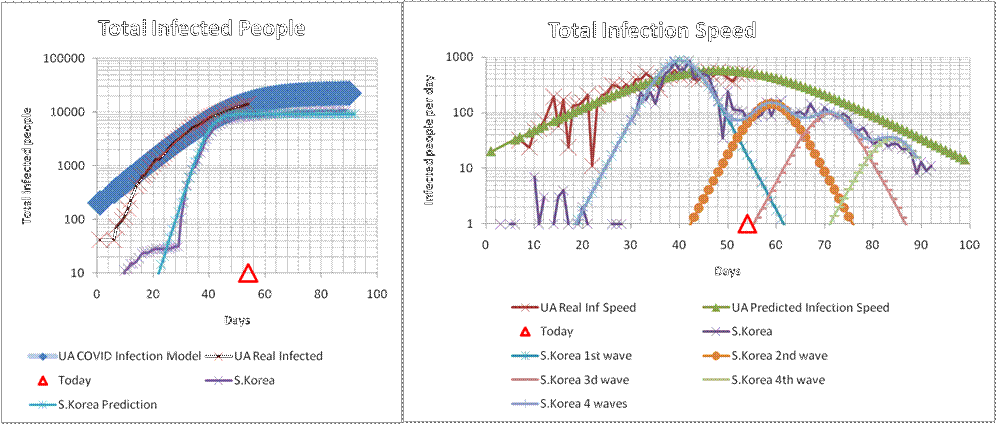 Total Infected People
100000
10000
1000
100
10
0 20 40 60 80 100
Total infected people
Days
UA COVID Infection Model UA Real Infected
Today S.Korea
S.Korea Prediction
Total Infection Speed
1000
100
10
1
0 10 20 30 40 50 60 70 80 90 100
Infected people per day
Days
UA Real Inf Speed UA Predicted Infection Speed
Today S.Korea
S.Korea 1st wave S.Korea 2nd wave
S.Korea 3d wave S.Korea 4th wave
S.Korea 4 waves